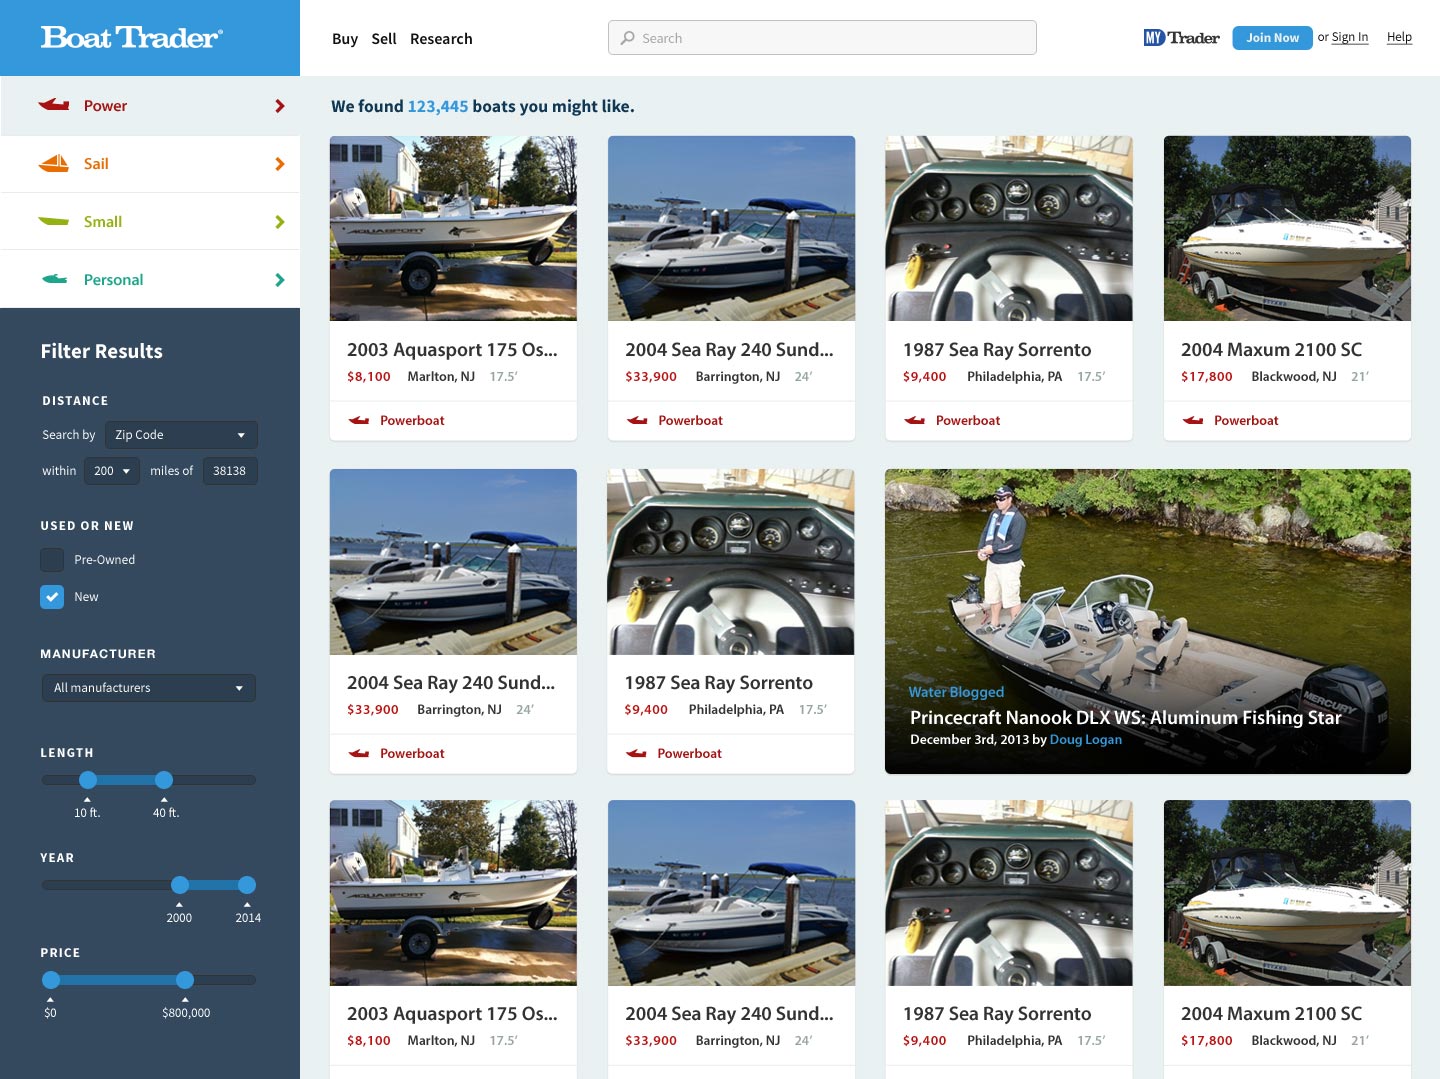 Boat Trader®
Buy Sell Research
Search
MY Trader
Join Now or Sign In Help
Power
Sail
Small
Personal
Filter Results
DISTANCE
Search by Zip Code
within 200 miles of 38138
USED OR NEW
Pre-Owned
New
MANUFACTURER
All manufacturers
LENGTH
10 ft. 40 ft.
YEAR
2000 2014
PRICE
$0 $800,000
We found 123,445 boats you might like.
AQUASPORT
2003 Aquasport 175 Os...
$8,100 Marlton, NJ 17.5’
Powerboat
2004 Sea Ray 240 Sund...
$33,900 Barrington, NJ 24’
Powerboat
1987 Sea Ray Sorrento
$9,400 Philadelphia, PA 17.5’
Powerboat
MAXUM
2004 Maxum 2100 SC
$17,800 Blackwood, NJ 21’
Powerboat
2004 Sea Ray 240 Sund...
$33,900 Barrington, NJ 24’
Powerboat
1987 Sea Ray Sorrento
$9,400 Philadelphia, PA 17.5’
Powerboat
MERCURY
Water Blogged
Princecraft Nanook DLX WS: Aluminum Fishing Star
December 3rd, 2013 by Doug Logan
AQUASPORT
2003 Aquasport 175 Os...
$8,100 Marlton, NJ 17.5’
2004 Sea Ray 240 Sund...
$33,900 Barrington, NJ 24’
1987 Sea Ray Sorrento
$9,400 Philadelphia, PA 17.5’
MAXUM
2004 Maxum 2100 SC
$17,800 Blackwood, NJ 21’